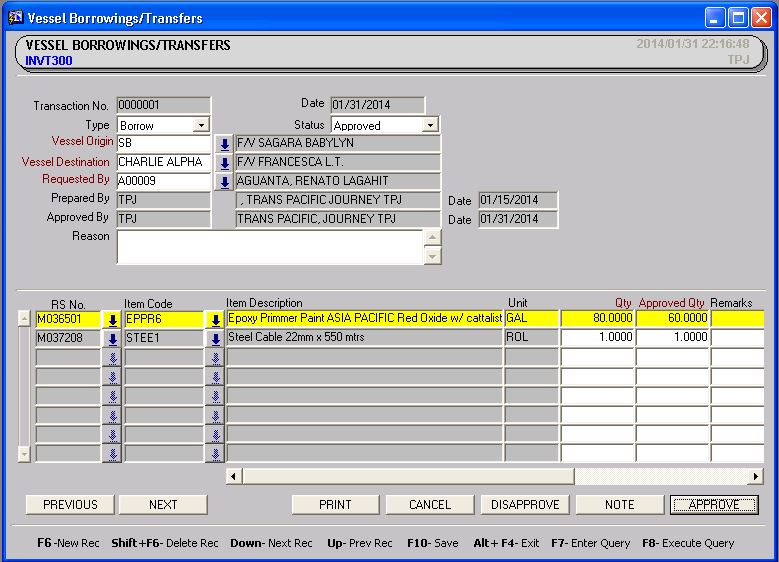 Vessel Borrowings/Transfers
VESSEL BORROWINGS/TRANSFERS 2014/01/31 22:16:48
INVT300 TPJ
Transaction No. 0000001 Date 01/31/2014
Type Borrow Status Approved
Vessel Origin SB F/V SAGARA BABYLYN
Vessel Destination CHARLIE ALPHA F/V FRANCESCA L.T.
Requested By A00009 AGUANTA, RENATO LAGAHIT
Prepared By TPJ , TRANS PACIFIC JOURNEY TPJ Date 01/15/2014
Approved By TPJ TRANS PACIFIC, JOURNEY TPJ Date 01/31/2014
Reason
RS No. Item Code Item Description Unit Qty Approved Qty Remarks
M036501 EPPR6 Epoxy Primmer Paint ASIA PACIFIC Red Oxide w/ cattalist GAL 80.0000 60.0000
M037208 STEE1 Steel Cable 22mm x 550 mtrs ROL 1.0000 1.0000
PREVIOUS NEXT PRINT CANCEL DISAPPROVE NOTE APPROVE
F6 -New Rec Shift+F6- Delete Rec Down- Next Rec Up- Prev Rec F10- Save Alt+ F4- Exit F7- Enter Query F8- Execute Query